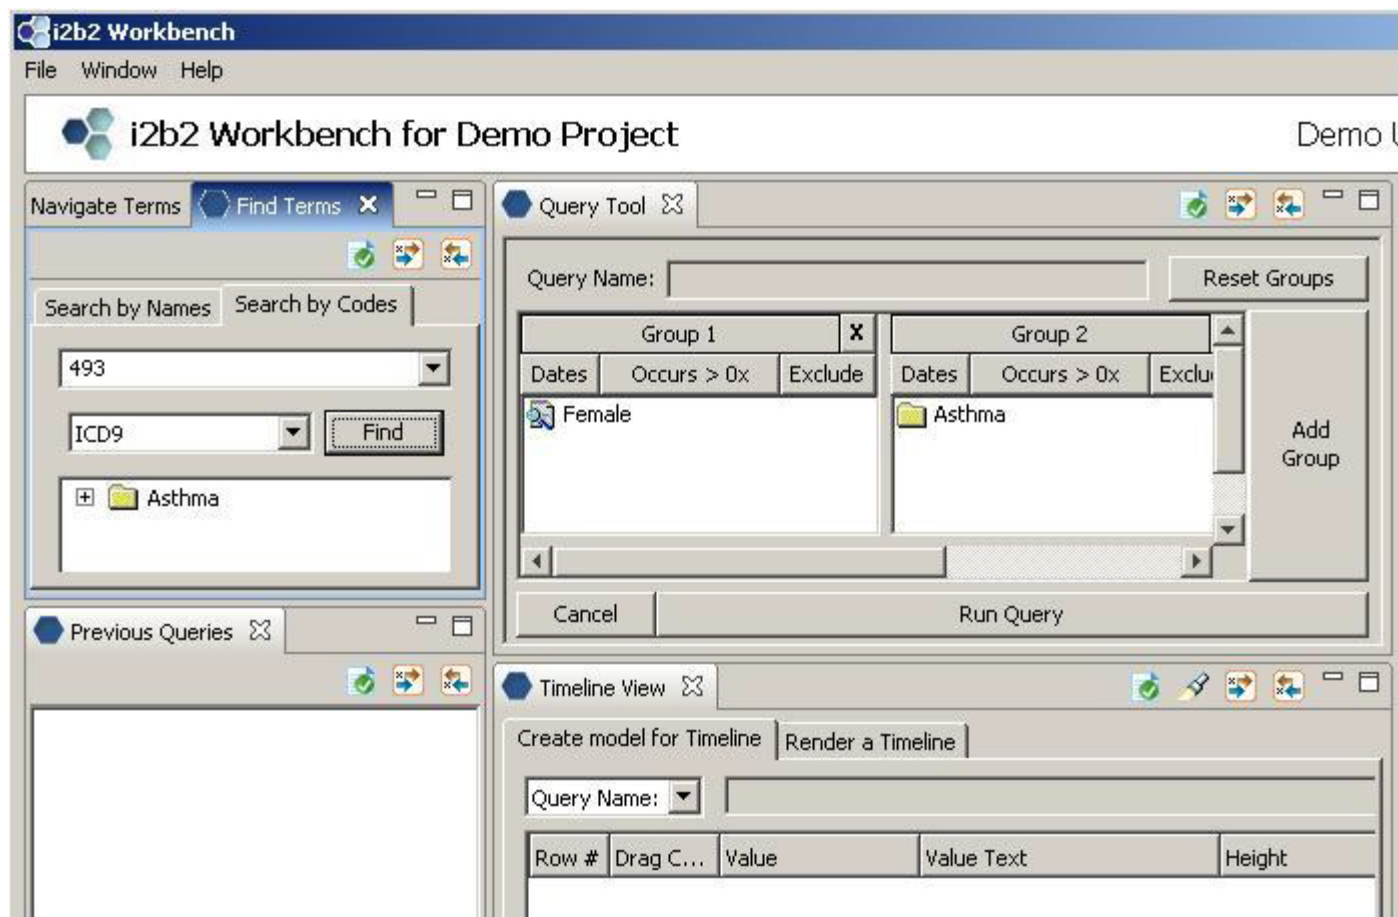 i2b2 Workbench
File Window Help
i2b2 Workbench for Demo Project
Demo U
Navigate Terms
Find Terms
Search by Names
Search by Codes
493
ICD9
Find
Asthma
Query Tool
Query Name:
Reset Groups
Group 1 X
Dates Occurs > 0x Exclude
Female
Group 2
Dates Occurs > 0x Exclu
Asthma
Add
Group
Cancel
Run Query
Previous Queries
Timeline View
Create model for Timeline
Render a Timeline
Query Name:
Row # Drag C... Value Value Text Height